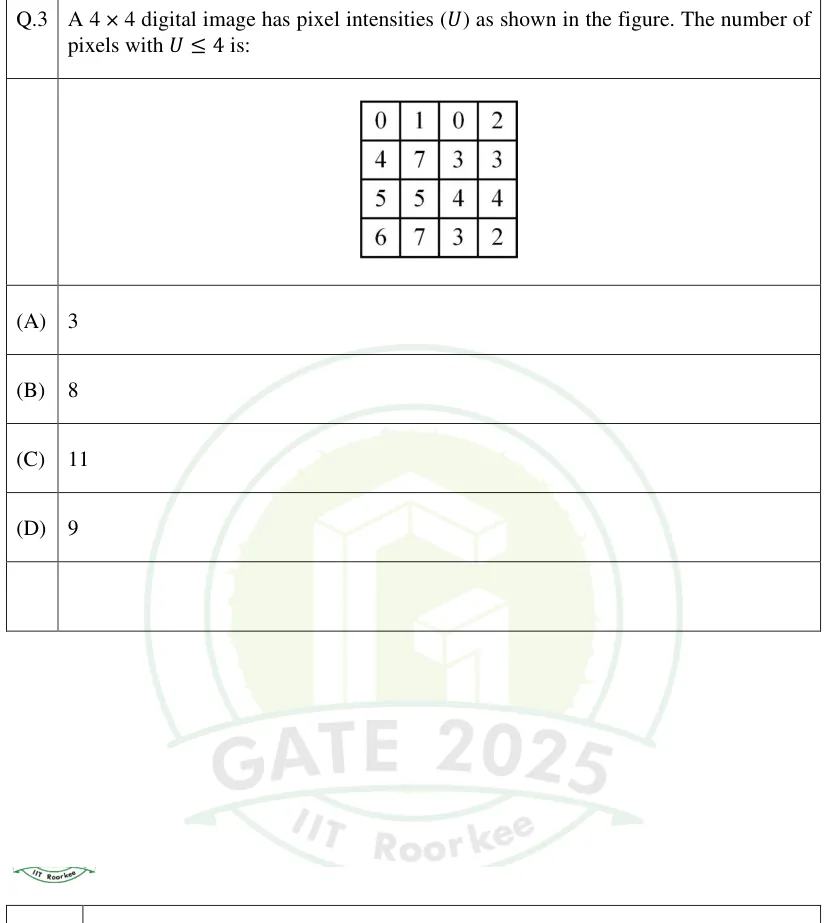 Q.3 A 4 × 4 digital image has pixel intensities (U) as shown in the figure. The number of
pixels with U ≤ 4 is:
0 1 0 2
4 7 3 3
5 5 4 4
6 7 3 2
(A) 3
(B) 8
(C) 11
(D) 9
GATE 2025
IIT Roorkee
IIT Roorkee